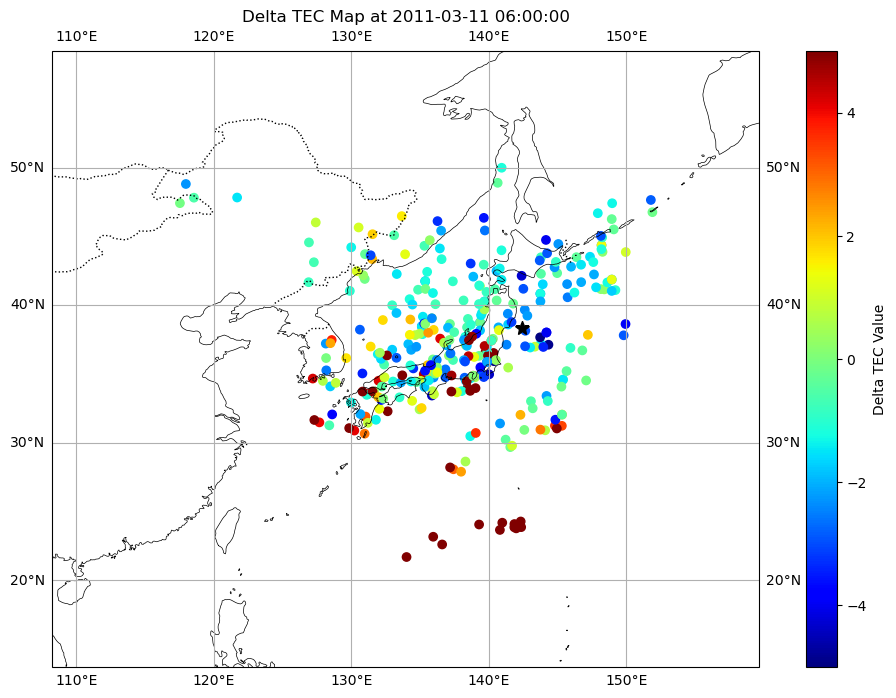 Delta TEC Map at 2011-03-11 06:00:00
110°E 120°E 130°E 140°E 150°E
50°N 50°N
40°N 40°N
30°N 30°N
20°N 20°N
110°E 120°E 130°E 140°E 150°E
4
2
0
−2
−4
Delta TEC Value